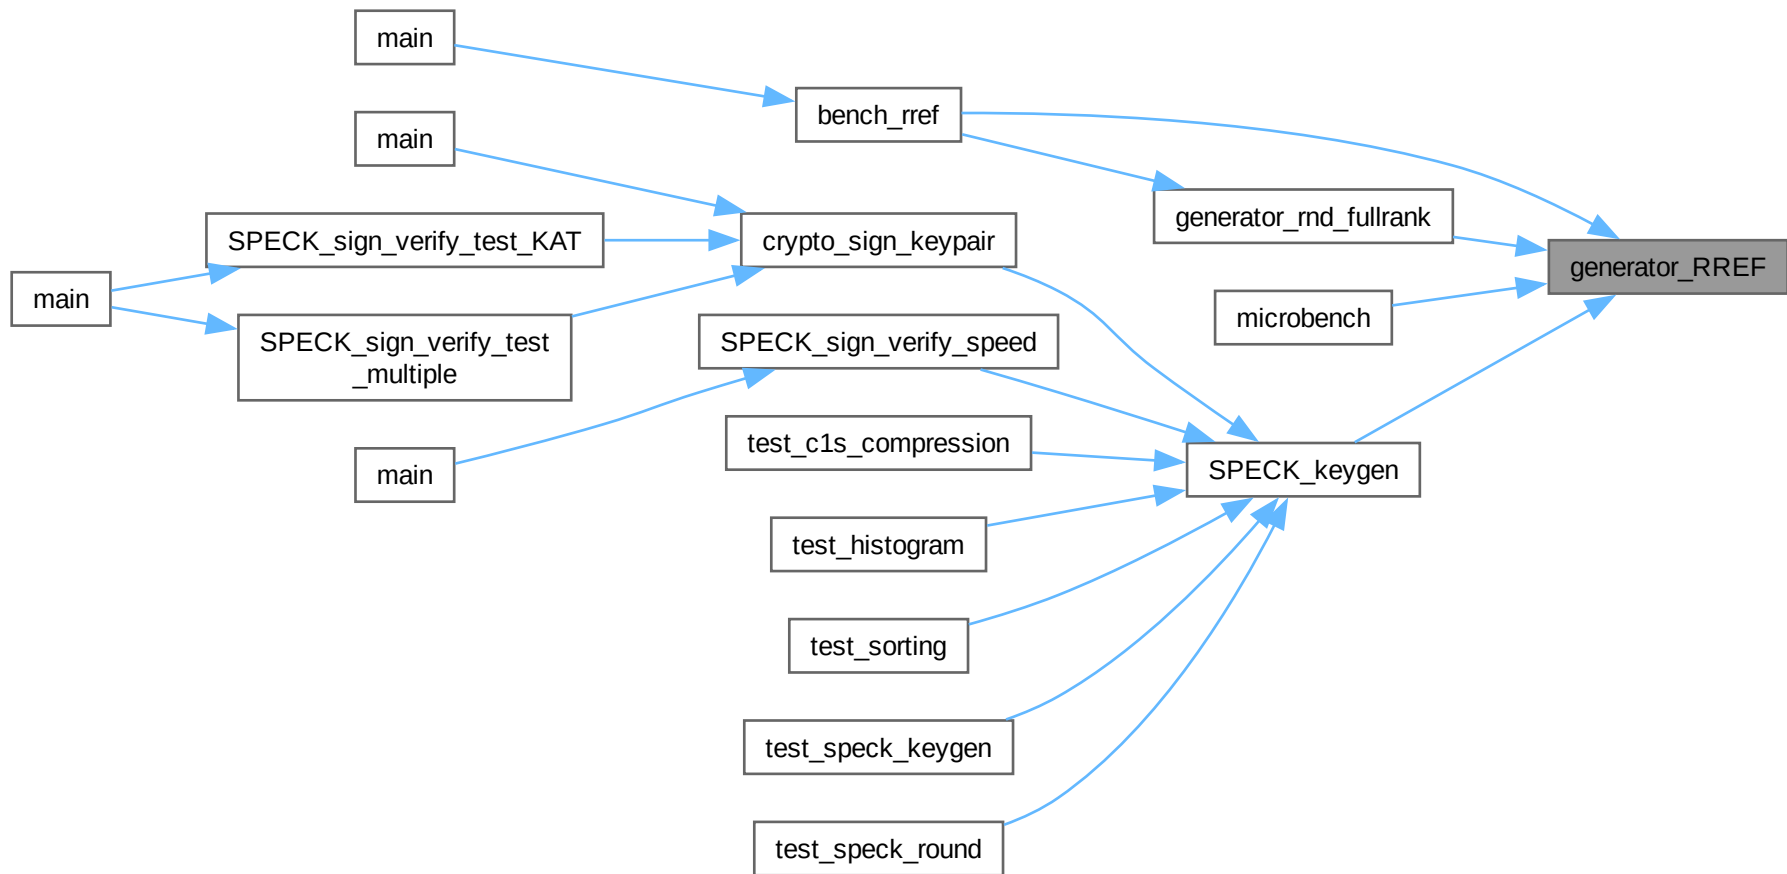 main
bench_rref
main
generator_rnd_fullrank
SPECK_sign_verify_test_KAT
crypto_sign_keypair
generator_RREF
main
microbench
SPECK_sign_verify_test
_multiple
SPECK_sign_verify_speed
test_c1s_compression
main
SPECK_keygen
test_histogram
test_sorting
test_speck_keygen
test_speck_round